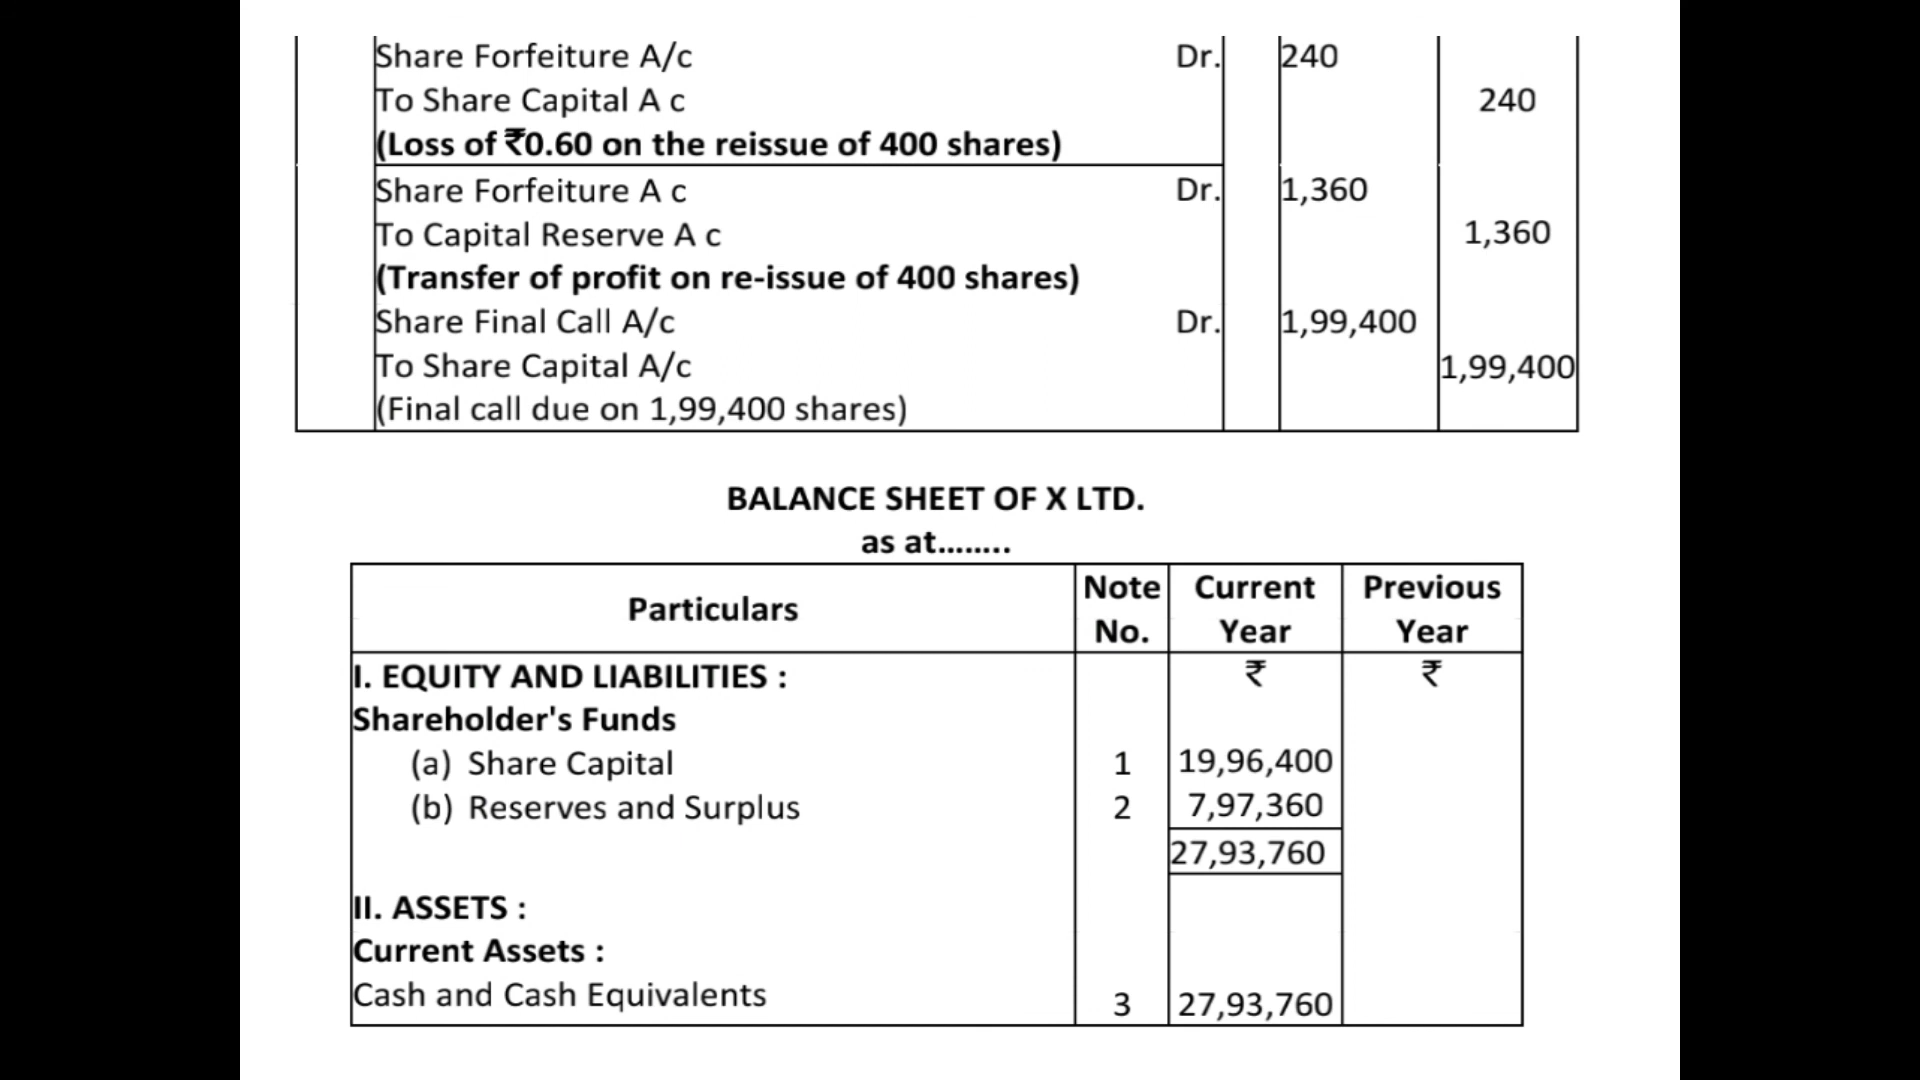 Share Forfeiture A/c Dr. 240
To Share Capital A c 240
(Loss of ₹0.60 on the reissue of 400 shares)
Share Forfeiture A c Dr. 1,360
To Capital Reserve A c 1,360
(Transfer of profit on re-issue of 400 shares)
Share Final Call A/c Dr. 1,99,400
To Share Capital A/c 1,99,400
(Final call due on 1,99,400 shares)
BALANCE SHEET OF X LTD.
as at........
Particulars Note No. Current Year Previous Year
I. EQUITY AND LIABILITIES : ₹ ₹
Shareholder's Funds
(a) Share Capital 1 19,96,400
(b) Reserves and Surplus 2 7,97,360
27,93,760
II. ASSETS :
Current Assets :
Cash and Cash Equivalents 3 27,93,760